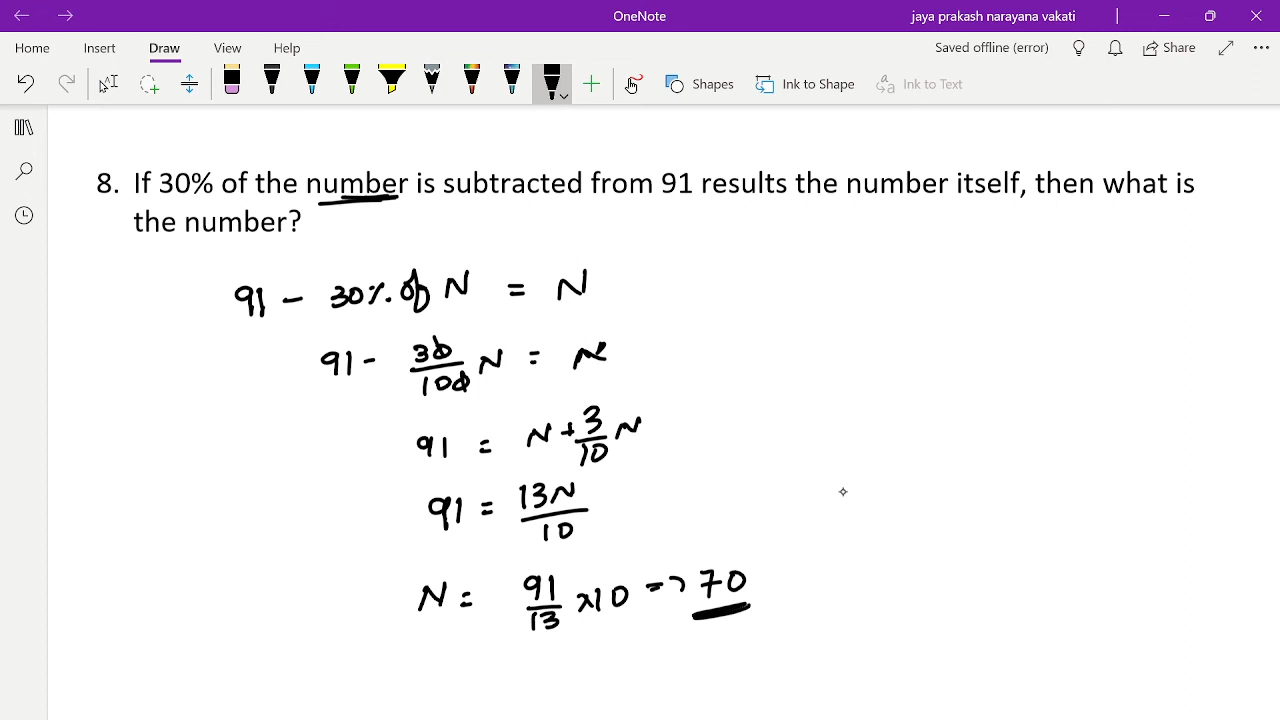 OneNote
jaya prakash narayana vakati
Home Insert Draw View Help
Saved offline (error) Share
Shapes Ink to Shape Ink to Text
8. If 30% of the number is subtracted from 91 results the number itself, then what is
the number?
91 - 30% of N = N
91 - 30/100 N = N
91 = N + 3/10 N
91 = 13N/10
N = 91/13 × 10 => 70